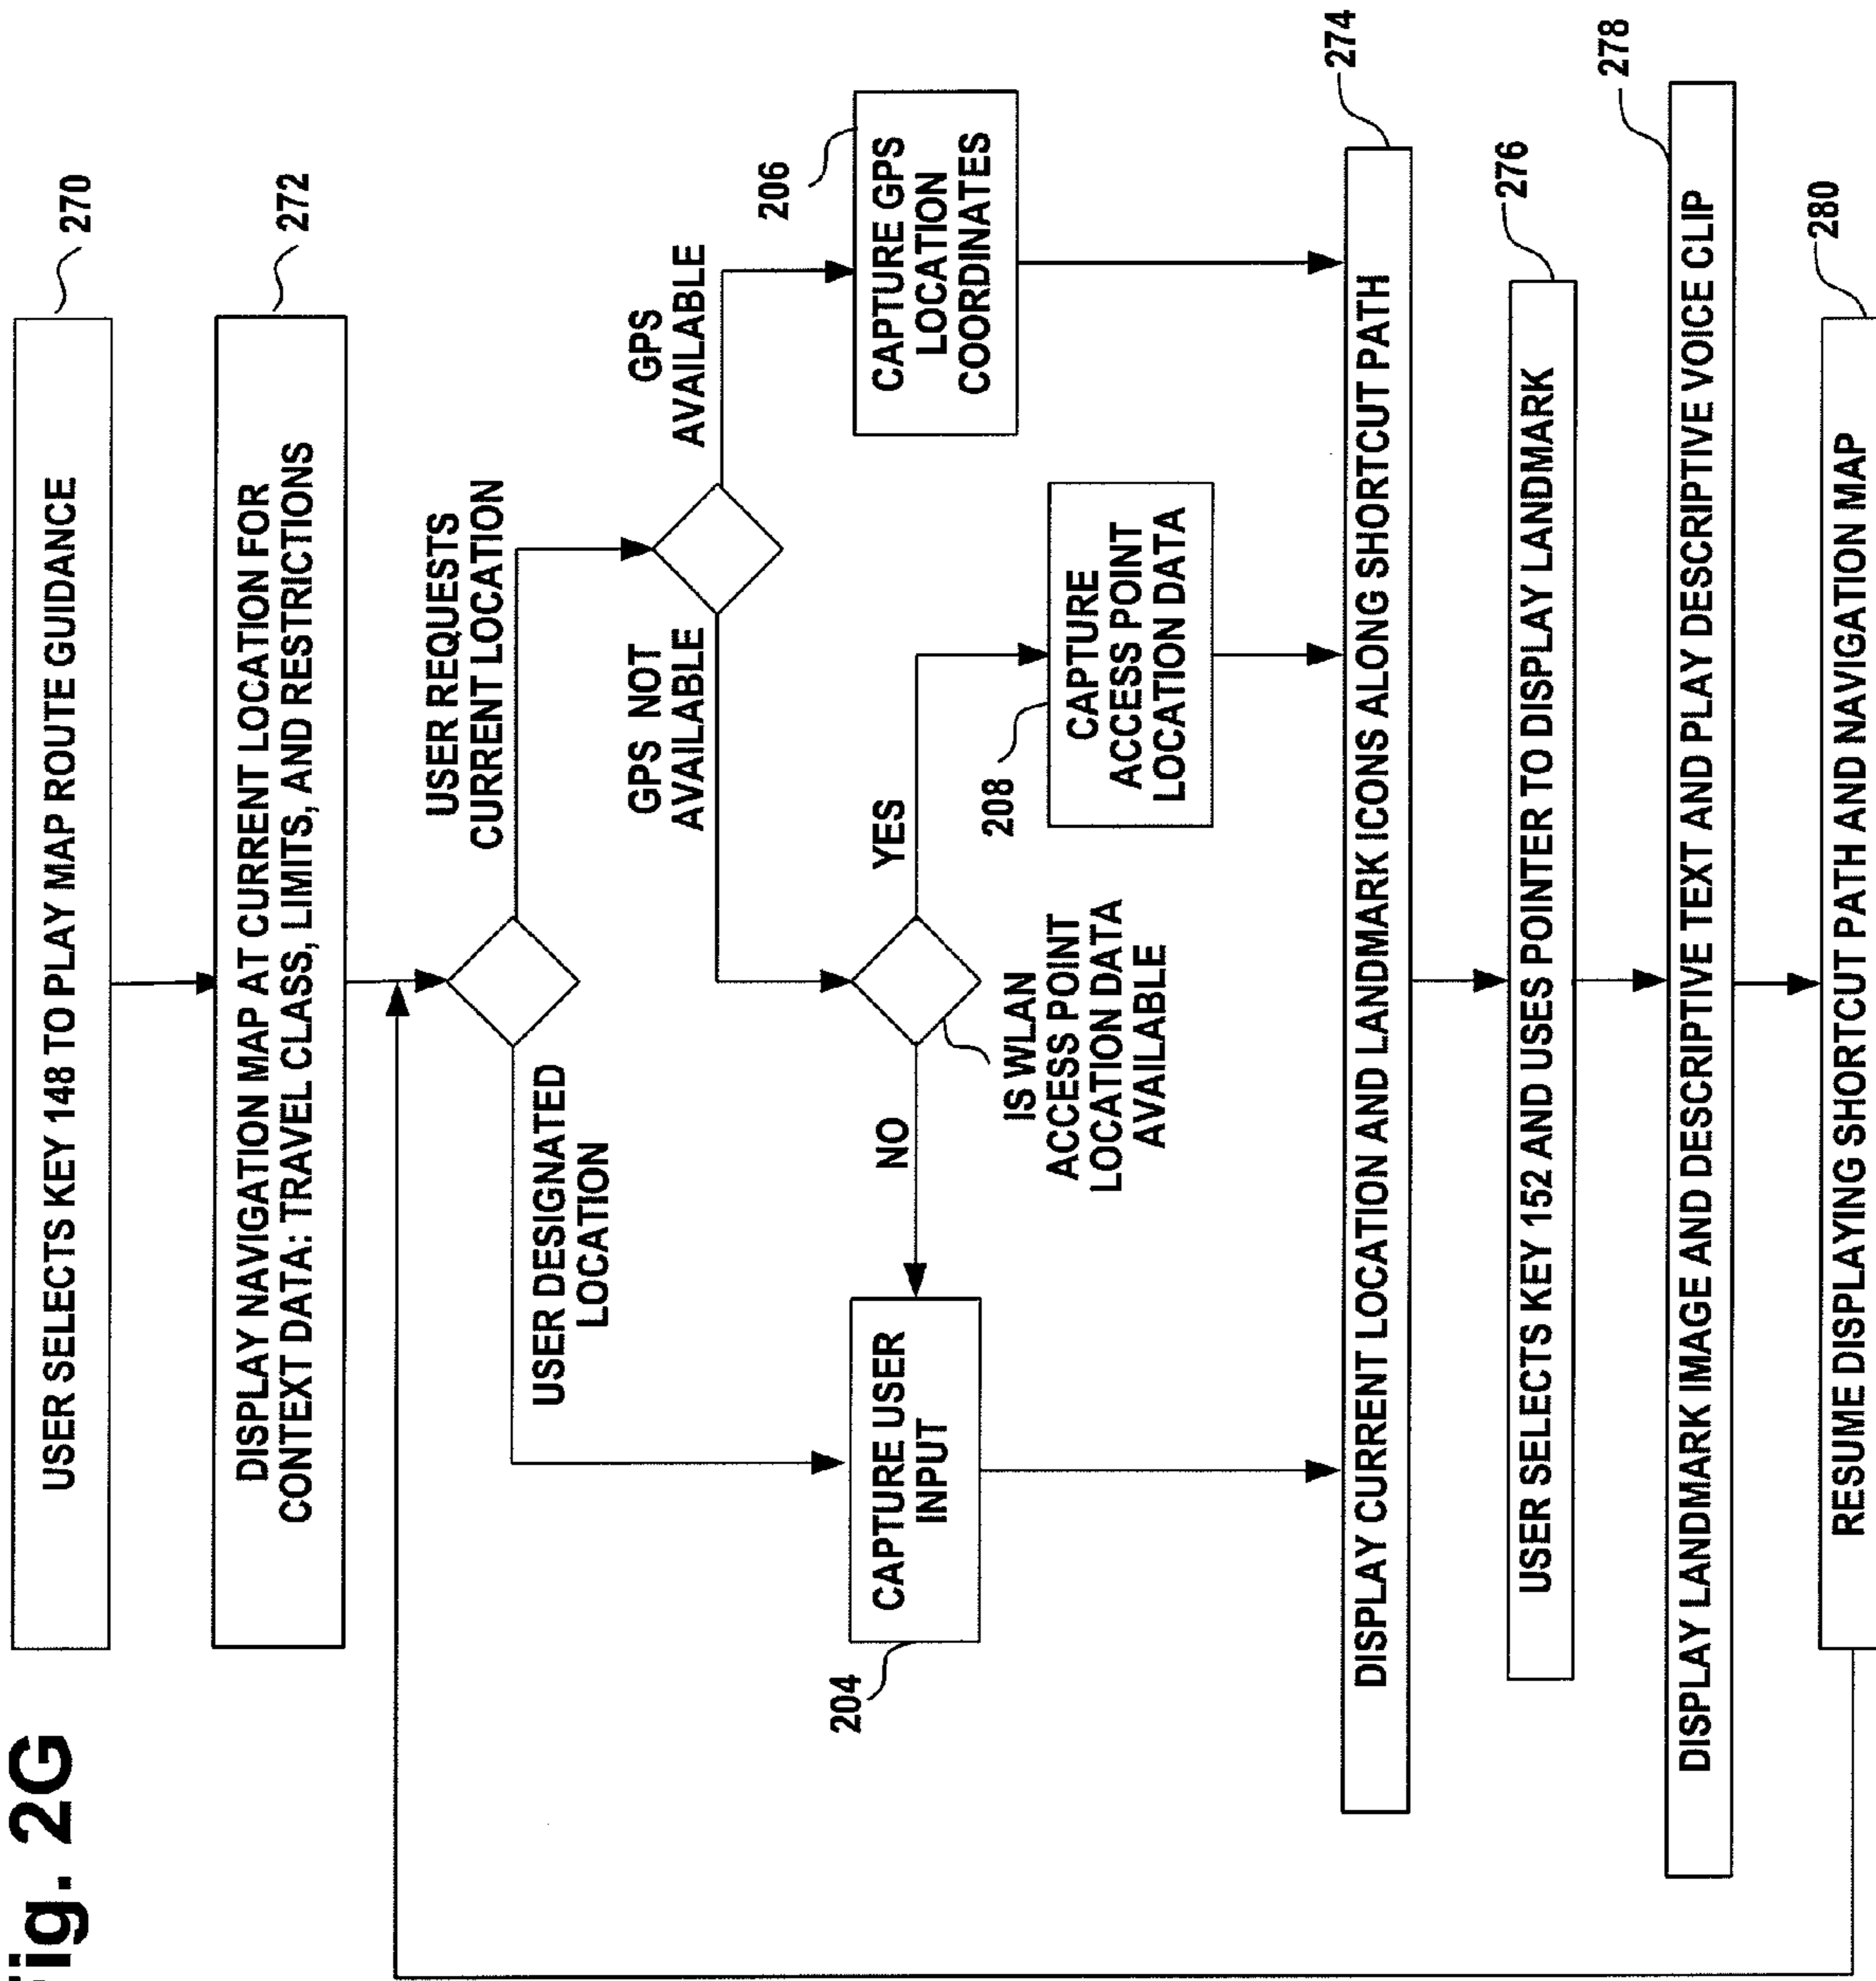 Fig. 2G
USER SELECTS KEY 148 TO PLAY MAP ROUTE GUIDANCE
270
DISPLAY NAVIGATION MAP AT CURRENT LOCATION FOR
CONTEXT DATA: TRAVEL CLASS, LIMITS, AND RESTRICTIONS
272
USER REQUESTS
CURRENT LOCATION
USER DESIGNATED
LOCATION
GPS NOT
AVAILABLE
GPS
AVAILABLE
206
CAPTURE GPS
LOCATION
COORDINATES
NO
YES
IS WLAN
ACCESS POINT
LOCATION DATA
AVAILABLE
208
CAPTURE
ACCESS POINT
LOCATION DATA
204
CAPTURE USER
INPUT
DISPLAY CURRENT LOCATION AND LANDMARK ICONS ALONG SHORTCUT PATH
274
USER SELECTS KEY 152 AND USES POINTER TO DISPLAY LANDMARK
276
DISPLAY LANDMARK IMAGE AND DESCRIPTIVE TEXT AND PLAY DESCRIPTIVE VOICE CLIP
278
RESUME DISPLAYING SHORTCUT PATH AND NAVIGATION MAP
280